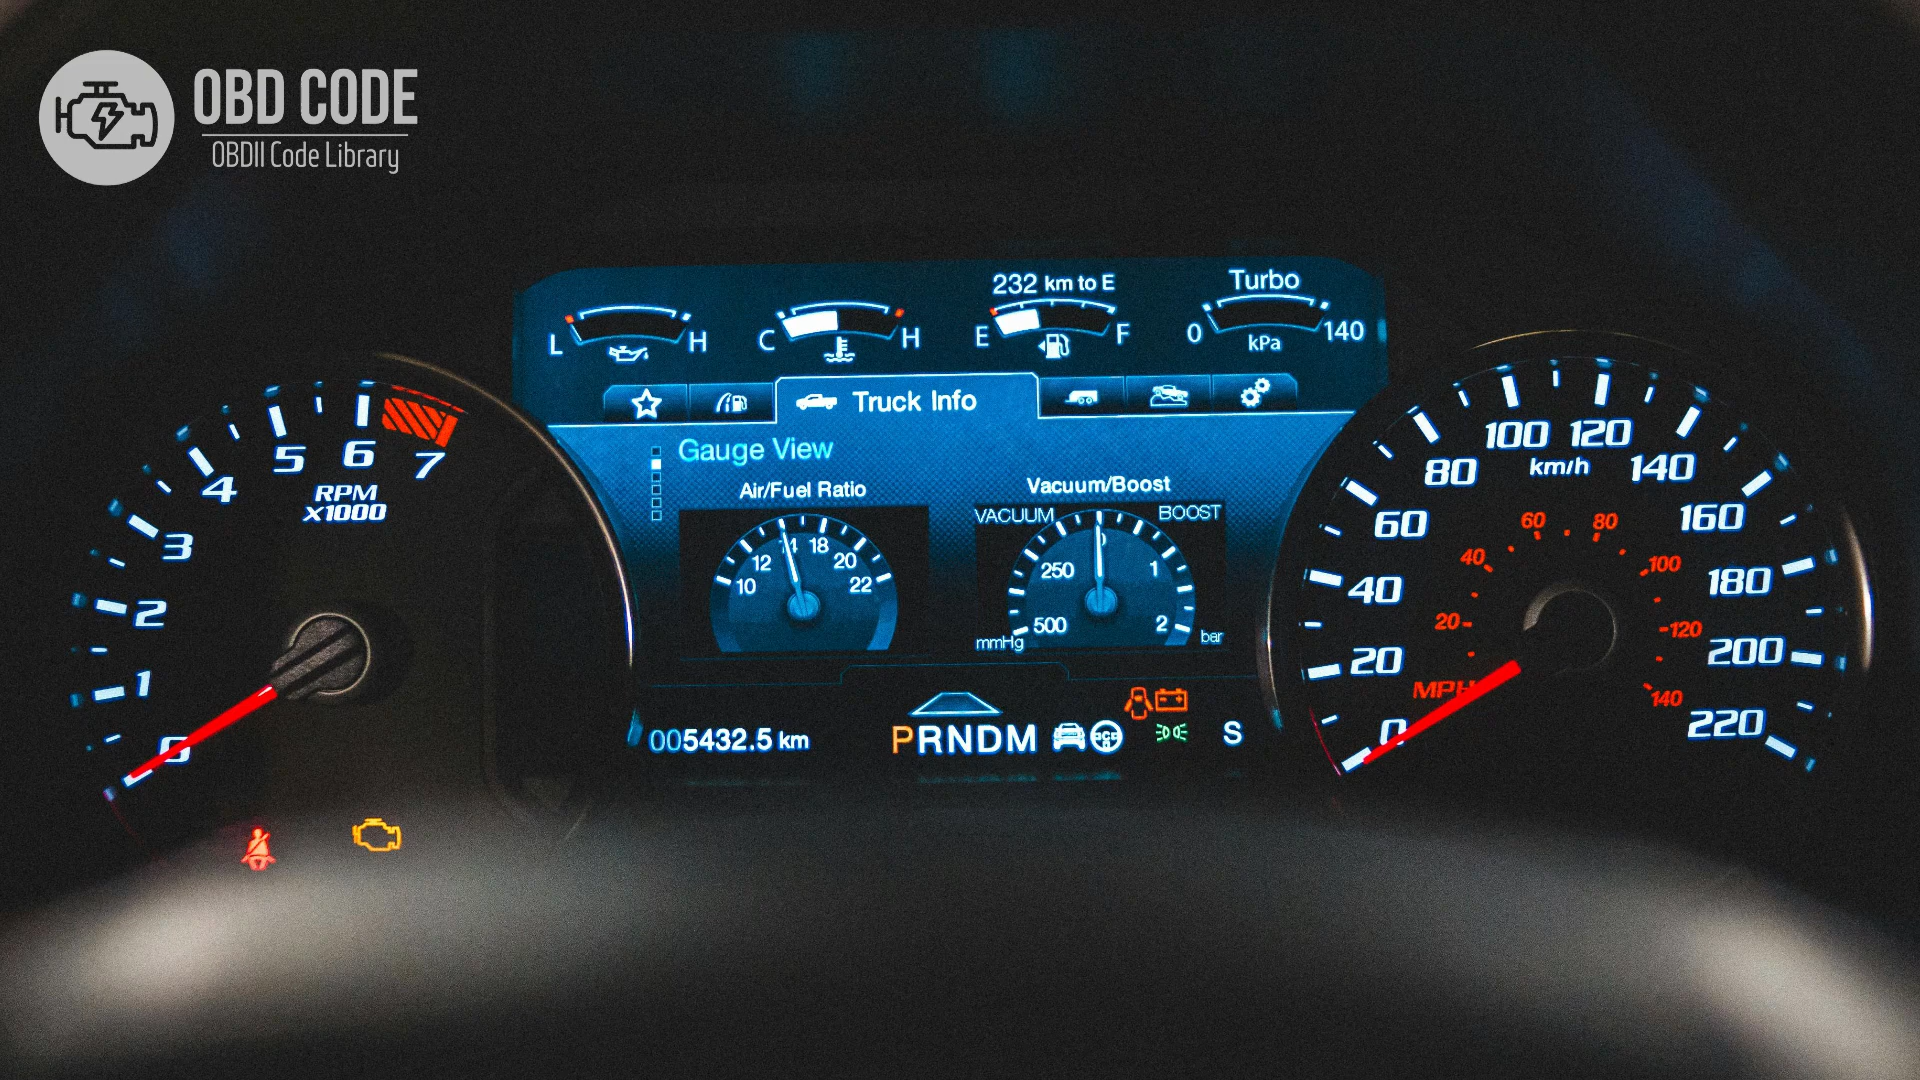 OBD CODE
OBDII Code Library
232 km to E
Turbo
L H
C H
E F
0 140
kPa
Truck Info
Gauge View
Air/Fuel Ratio
Vacuum/Boost
VACUUM BOOST
10 12 14 18 20 22
500 250 0 1 2
mmHg bar
0 1 2 3 4 5 6 7
RPM
X1000
0 20 40 60 80 100 120 140 160 180 200 220
km/h
20 40 60 80 100 120 140
MPH
005432.5 km
PRNDM
S